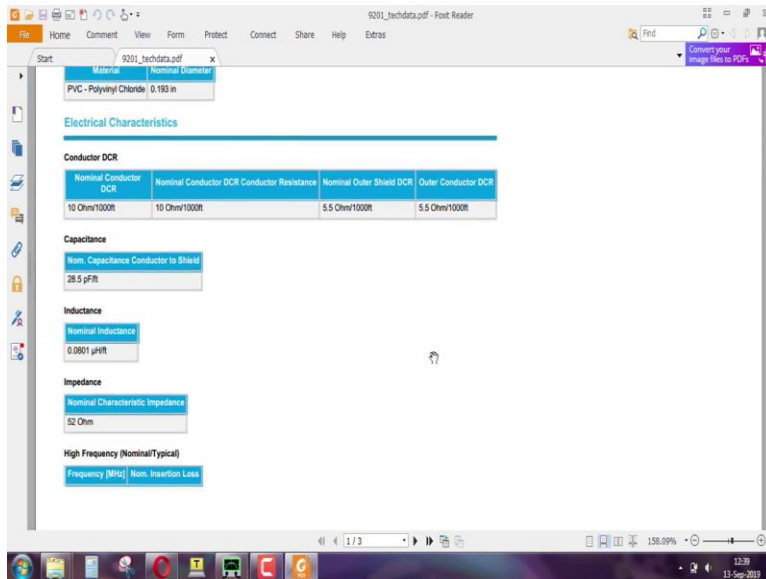 9201_techdata.pdf - Foxit Reader
File Home Comment View Form Protect Connect Share Help Extras
Find
Start 9201_techdata.pdf x
Convert your
image files to PDFs
Material Nominal Diameter
PVC - Polyvinyl Chloride 0.193 in
Electrical Characteristics
Conductor DCR
Nominal Conductor DCR Nominal Conductor DCR Conductor Resistance Nominal Outer Shield DCR Outer Conductor DCR
10 Ohm/1000ft 10 Ohm/1000ft 5.5 Ohm/1000ft 5.5 Ohm/1000ft
Capacitance
Nom. Capacitance Conductor to Shield
28.5 pF/ft
Inductance
Nominal Inductance
0.0801 µH/ft
Impedance
Nominal Characteristic Impedance
52 Ohm
High Frequency (Nominal/Typical)
Frequency [MHz] Nom. Insertion Loss
1 / 3
158.09%
12:39
13-Sep-2019